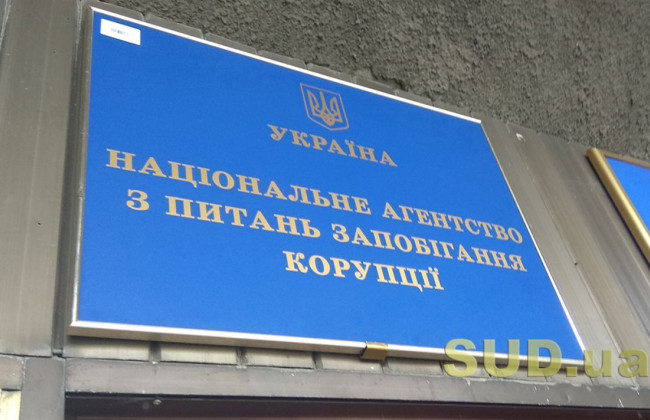 УКРАЇНА
НАЦІОНАЛЬНЕ АГЕНТСТВО
З ПИТАНЬ ЗАПОБІГАННЯ
КОРУПЦІЇ
SUD.ua